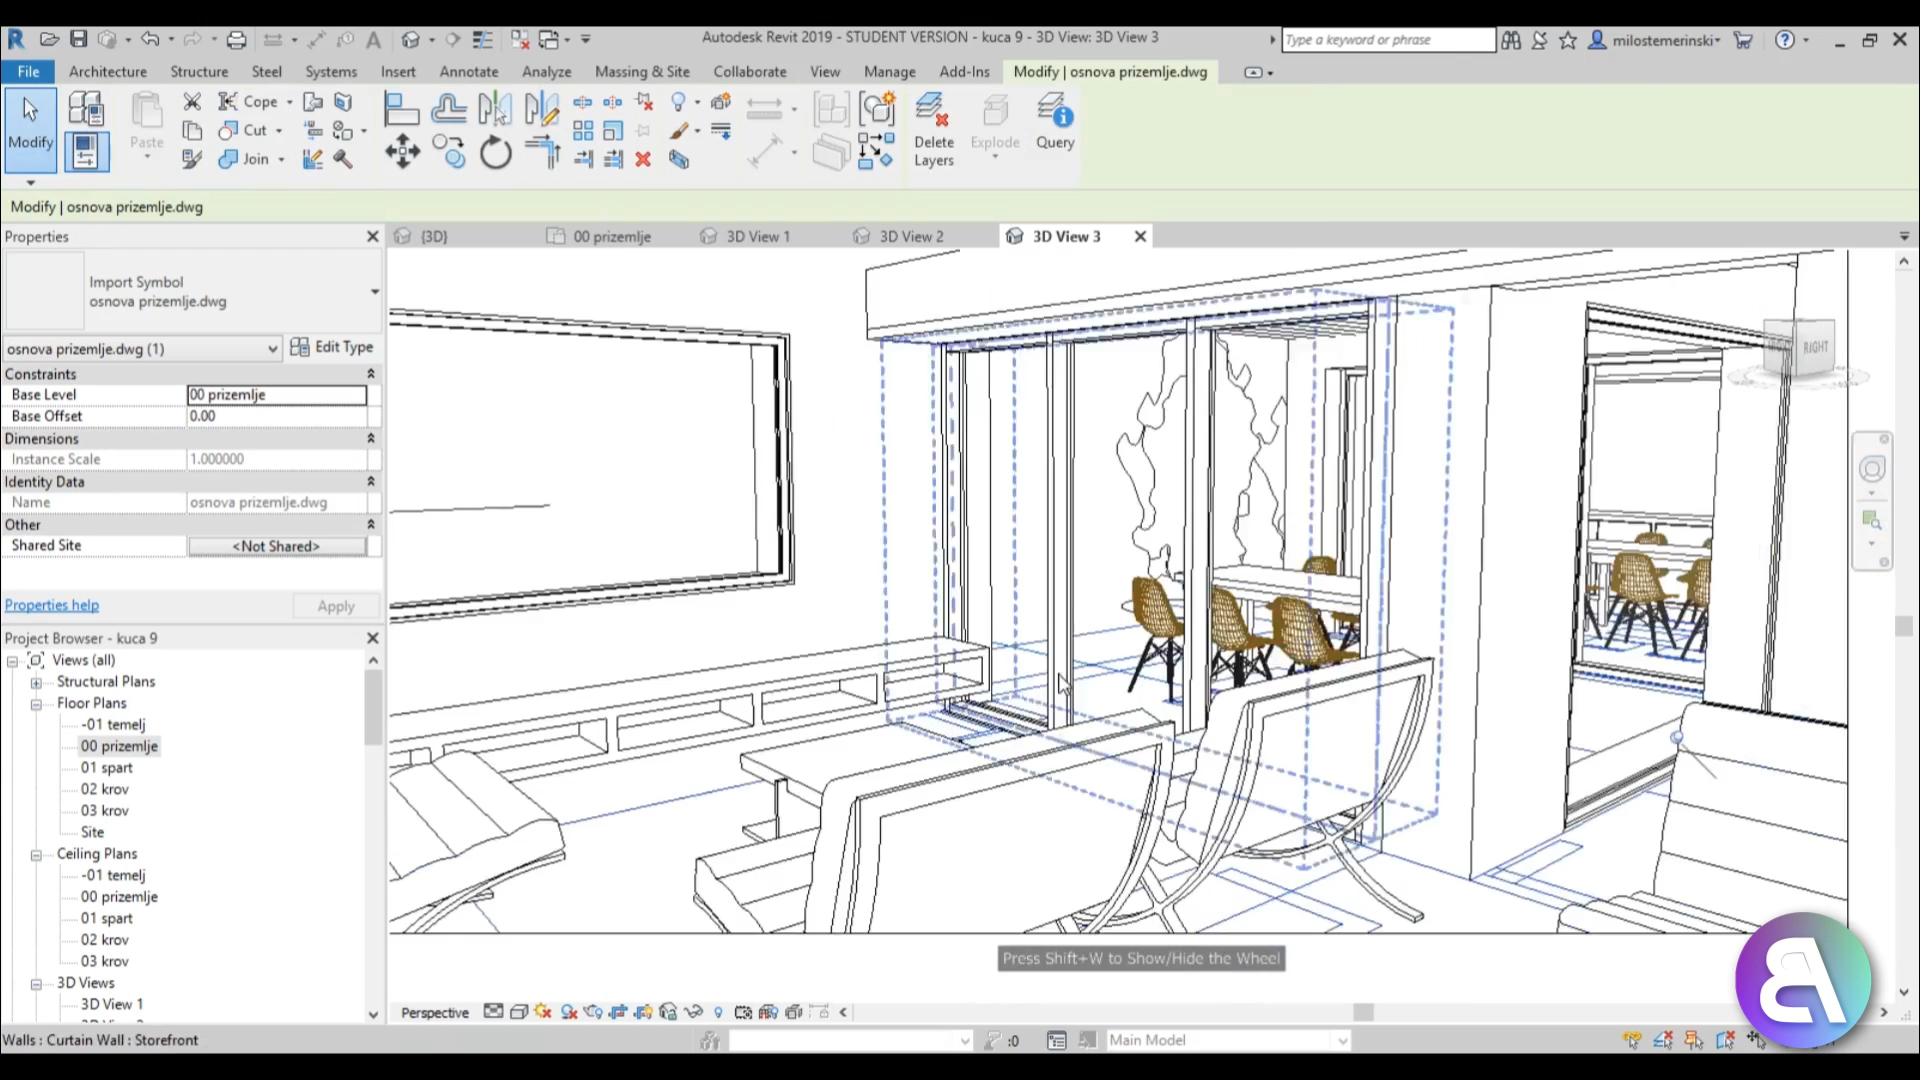 Autodesk Revit 2019 - STUDENT VERSION - kuca 9 - 3D View: 3D View 3
Type a keyword or phrase
milostemerinski
File Architecture Structure Steel Systems Insert Annotate Analyze Massing & Site Collaborate View Manage Add-Ins Modify | osnova prizemlje.dwg
Modify
Paste
Cope
Cut
Join
Delete Layers
Explode
Query
Modify | osnova prizemlje.dwg
Properties
{3D} 00 prizemlje 3D View 1 3D View 2 3D View 3
Import Symbol
osnova prizemlje.dwg
osnova prizemlje.dwg (1) Edit Type
Constraints
Base Level 00 prizemlje
Base Offset 0.00
Dimensions
Instance Scale 1.000000
Identity Data
Name osnova prizemlje.dwg
Other
Shared Site <Not Shared>
Properties help Apply
Project Browser - kuca 9
Views (all)
Structural Plans
Floor Plans
-01 temelj
00 prizemlje
01 spart
02 krov
03 krov
Site
Ceiling Plans
-01 temelj
00 prizemlje
01 spart
02 krov
03 krov
3D Views
3D View 1
RIGHT
Press Shift+W to Show/Hide the Wheel
Perspective
Walls : Curtain Wall : Storefront
:0
Main Model